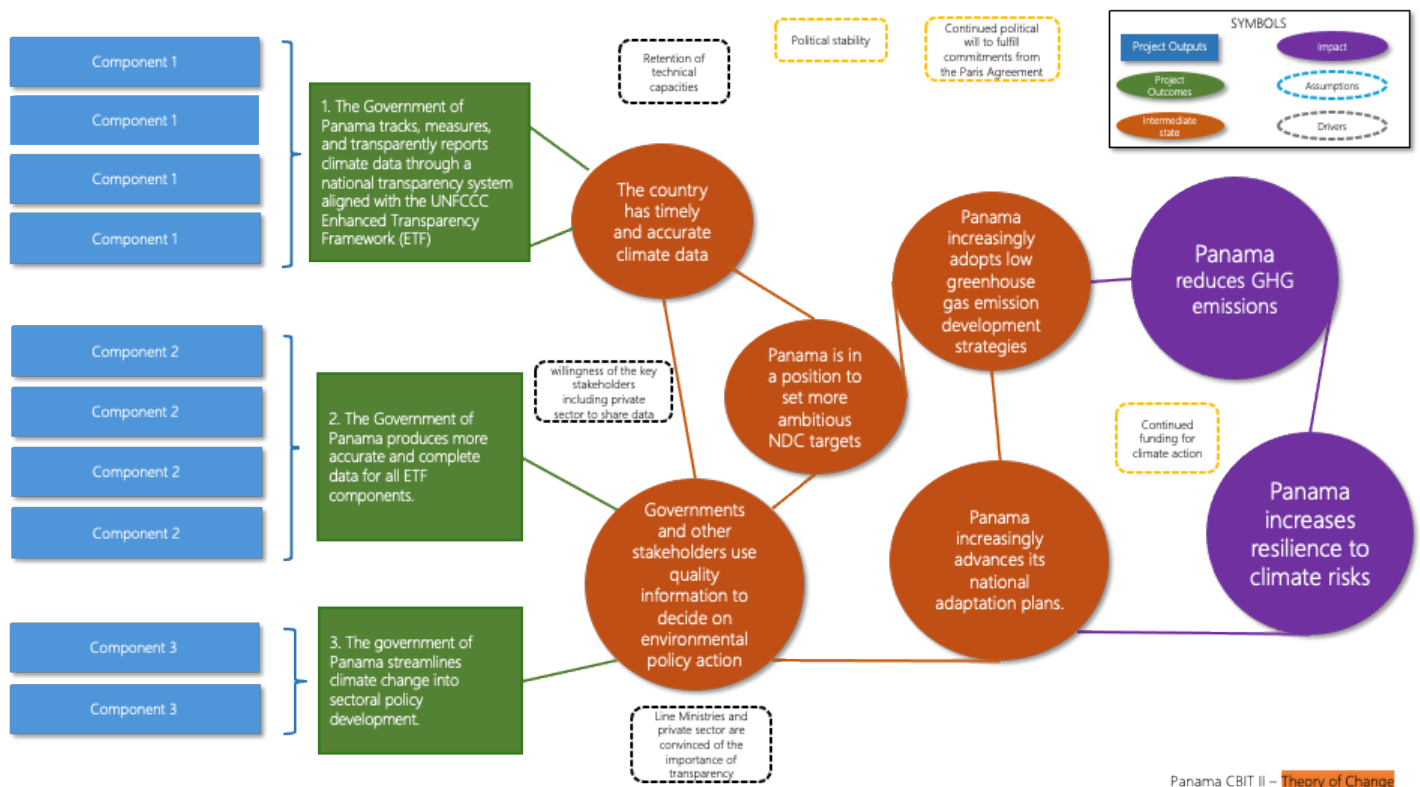 Component 1
Component 1
Component 1
Component 1
1. The Government of
Panama tracks, measures,
and transparently reports
climate data through a
national transparency system
aligned with the UNFCCC
Enhanced Transparency
Framework (ETF)
Retention of
technical
capacities
Political stability
Continued political
will to fulfill
commitments from
the Paris Agreement
SYMBOLS
Project Outputs
Impact
Project
Outcomes
Assumptions
Intermediate
state
Drivers
The country
has timely
and accurate
climate data
Panama
increasingly
adopts low
greenhouse
gas emission
development
strategies
Panama
reduces GHG
emissions
Component 2
Component 2
Component 2
Component 2
2. The Government of
Panama produces more
accurate and complete
data for all ETF
components.
willingness of the key
stakeholders
including private
sector to share data
Panama is in
a position to
set more
ambitious
NDC targets
Continued
funding for
climate action
Governments
and other
stakeholders use
quality
information to
decide on
environmental
policy action
Panama
increasingly
advances its
national
adaptation plans.
Panama
increases
resilience to
climate risks
Component 3
Component 3
3. The government of
Panama streamlines
climate change into
sectoral policy
development.
Line Ministries and
private sector are
convinced of the
importance of
transparency
Panama CBIT II – Theory of Change